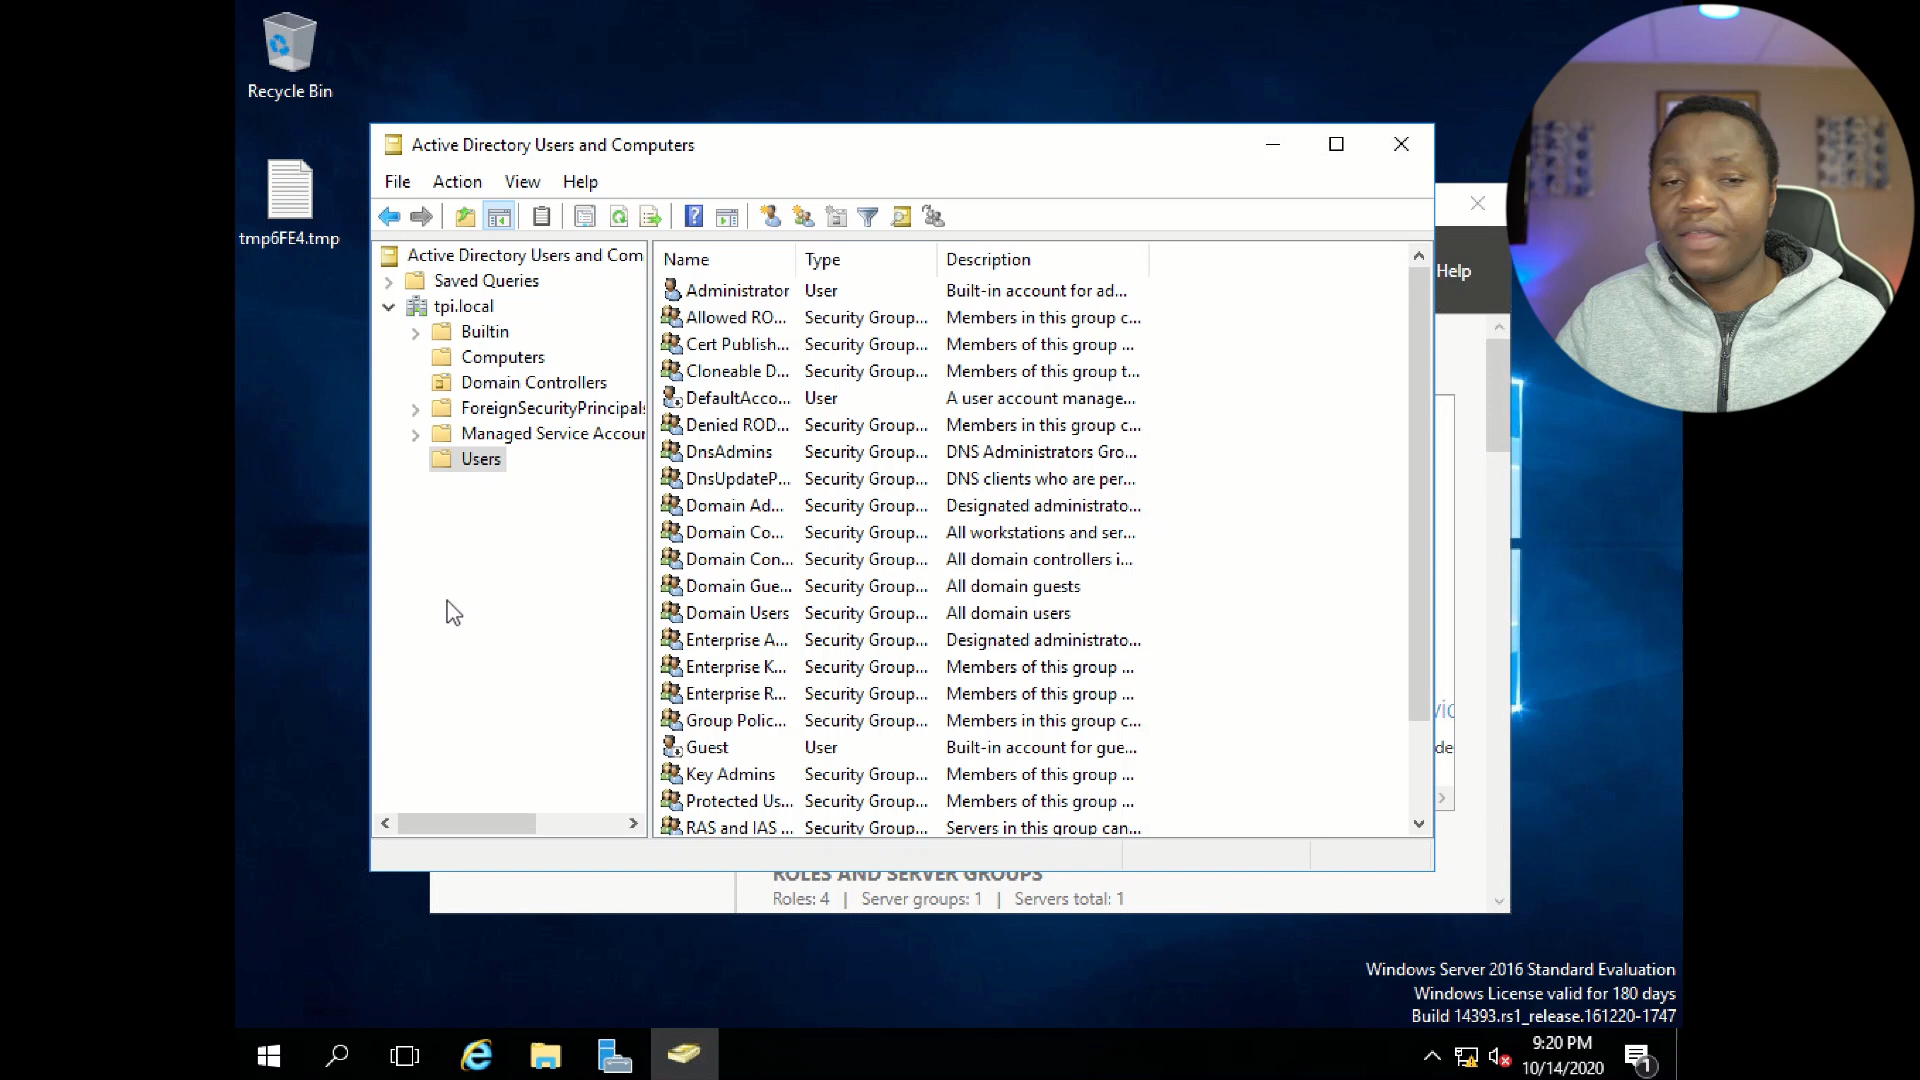 Recycle Bin
tmp6FE4.tmp
Active Directory Users and Computers
File Action View Help
Active Directory Users and Com
Saved Queries
tpi.local
Builtin
Computers
Domain Controllers
ForeignSecurityPrincipals
Managed Service Accour
Users
Name Type Description
Administrator User Built-in account for ad...
Allowed RO... Security Group... Members in this group c...
Cert Publish... Security Group... Members of this group ...
Cloneable D... Security Group... Members of this group t...
DefaultAcco... User A user account manage...
Denied ROD... Security Group... Members in this group c...
DnsAdmins Security Group... DNS Administrators Gro...
DnsUpdateP... Security Group... DNS clients who are per...
Domain Ad... Security Group... Designated administrato...
Domain Co... Security Group... All workstations and ser...
Domain Con... Security Group... All domain controllers i...
Domain Gue... Security Group... All domain guests
Domain Users Security Group... All domain users
Enterprise A... Security Group... Designated administrato...
Enterprise K... Security Group... Members of this group ...
Enterprise R... Security Group... Members of this group ...
Group Polic... Security Group... Members in this group c...
Guest User Built-in account for gue...
Key Admins Security Group... Members of this group ...
Protected Us... Security Group... Members of this group ...
RAS and IAS ... Security Group... Servers in this group can...
Help
vic
de
ROLES AND SERVER GROUPS
Roles: 4 | Server groups: 1 | Servers total: 1
Windows Server 2016 Standard Evaluation
Windows License valid for 180 days
Build 14393.rs1_release.161220-1747
9:20 PM
10/14/2020
1